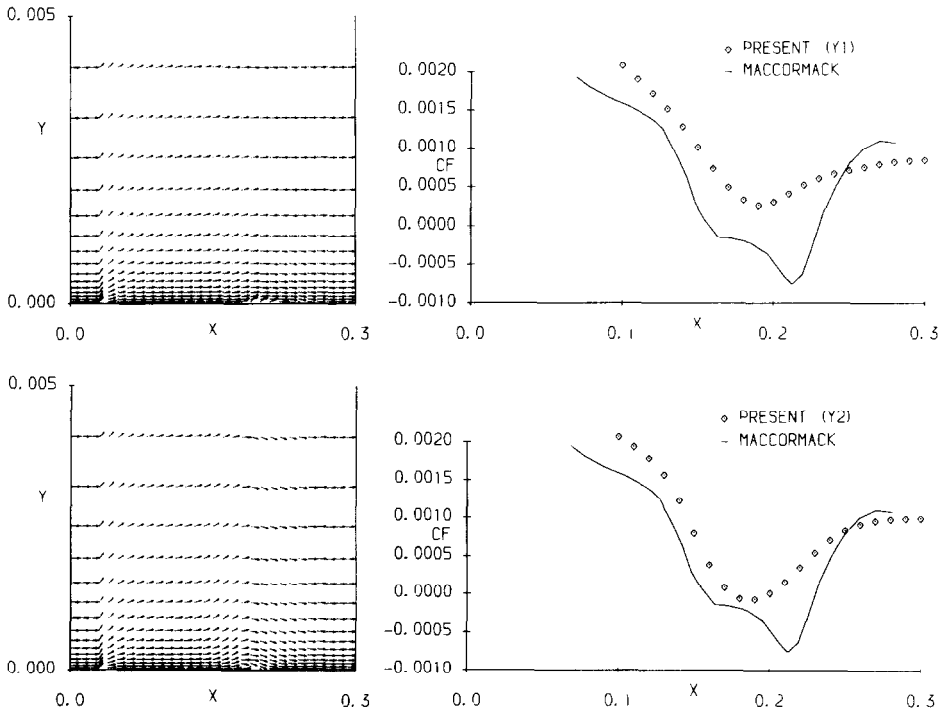 0.005
Y
0.000
0.0
X
0.3
PRESENT (Y1)
MACCORMACK
0.0020
0.0015
0.0010
CF
0.0005
0.0000
-0.0005
-0.0010
0.0
0.1
X
0.2
0.3
0.005
Y
0.000
0.0
X
0.3
PRESENT (Y2)
MACCORMACK
0.0020
0.0015
0.0010
CF
0.0005
0.0000
-0.0005
-0.0010
0.0
0.1
X
0.2
0.3